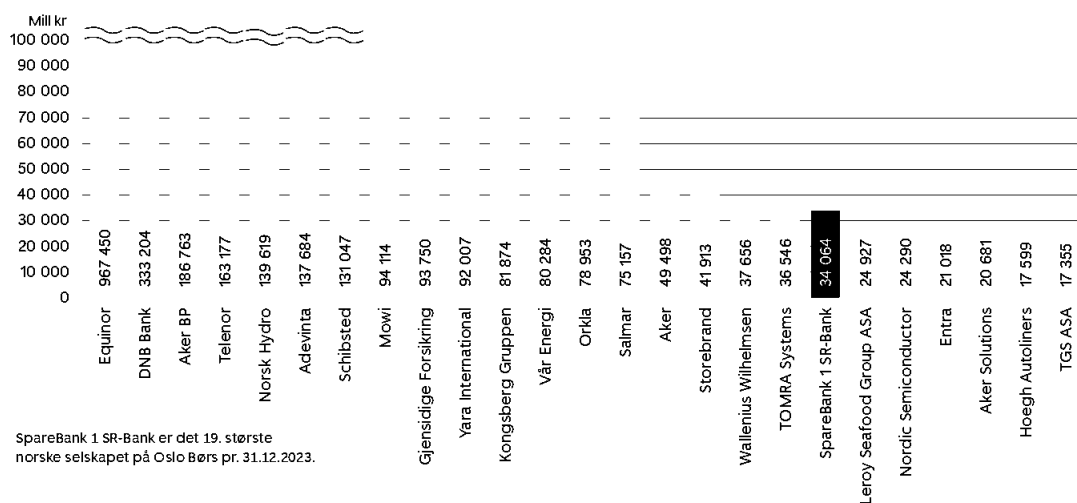 Mill kr
100 000
90 000
80 000
70 000
60 000
50 000
40 000
30 000
20 000
10 000
0
967 450
333 204
186 763
163 177
139 619
137 684
131 047
94 114
93 750
92 007
81 874
80 284
78 953
75 157
49 498
41 913
37 656
36 546
34 064
24 927
24 290
21 018
20 681
17 599
17 355
Equinor
DNB Bank
Aker BP
Telenor
Norsk Hydro
Adevinta
Schibsted
Mowi
Gjensidige Forsikring
Yara International
Kongsberg Gruppen
Vår Energi
Orkla
Salmar
Aker
Storebrand
Wallenius Wilhelmsen
TOMRA Systems
SpareBank 1 SR-Bank
Leroy Seafood Group ASA
Nordic Semiconductor
Entra
Aker Solutions
Hoegh Autoliners
TGS ASA
SpareBank 1 SR-Bank er det 19. største
norske selskapet på Oslo Børs pr. 31.12.2023.